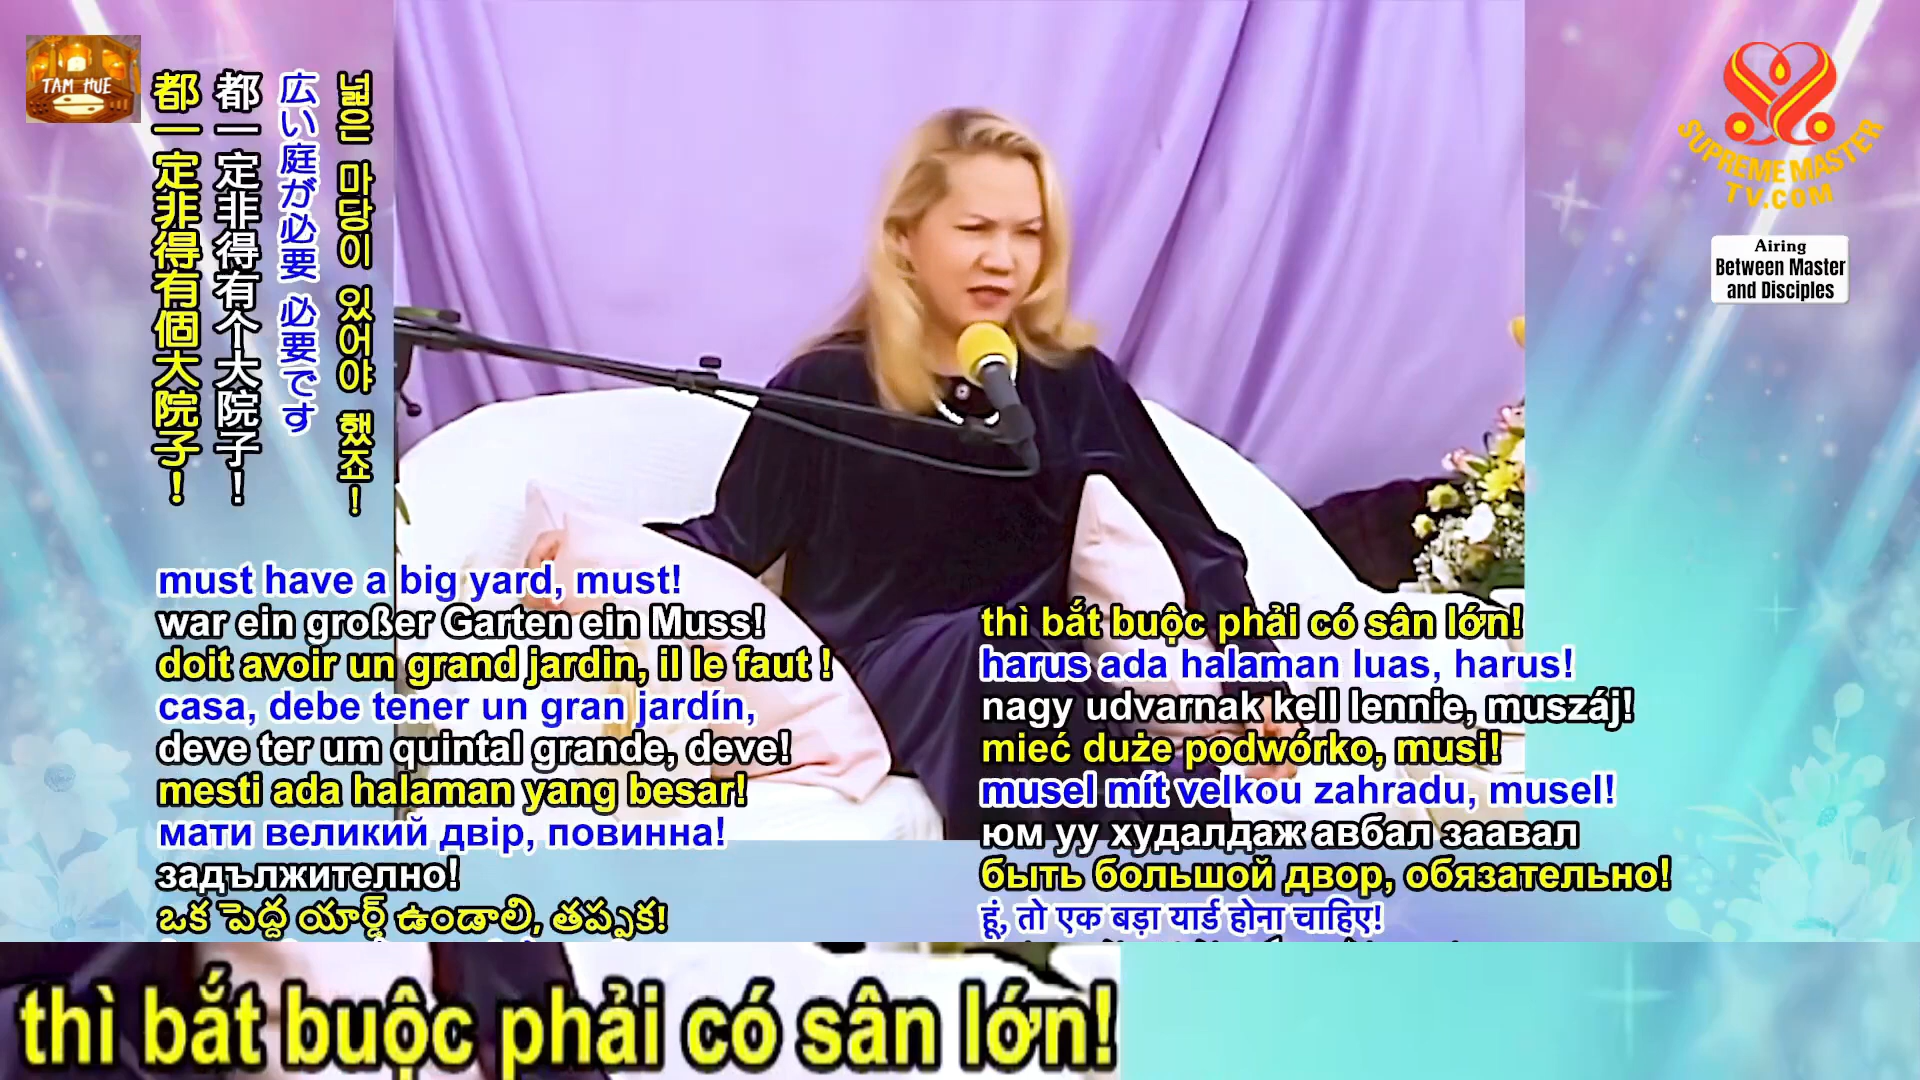 TAM HUE
都一定非得有個大院子！
都一定非得有个大院子！
広い庭が必要 必要です
넓은 마당이 있어야 했죠！
SUPREME MASTER
TV.COM
Airing
Between Master
and Disciples
must have a big yard, must!
war ein großer Garten ein Muss!
doit avoir un grand jardin, il le faut !
casa, debe tener un gran jardín,
deve ter um quintal grande, deve!
mesti ada halaman yang besar!
мати великий двір, повинна!
задължително!
ఒక పెద్ద యార్డ్ ఉండాలి, తప్పక!
thì bắt buộc phải có sân lớn!
harus ada halaman luas, harus!
nagy udvarnak kell lennie, muszáj!
mieć duże podwórko, musi!
musel mít velkou zahradu, musel!
юм уу худалдаж авбал заавал
быть большой двор, обязательно!
हूं, तो एक बड़ा यार्ड होना चाहिए!
thì bắt buộc phải có sân lớn!